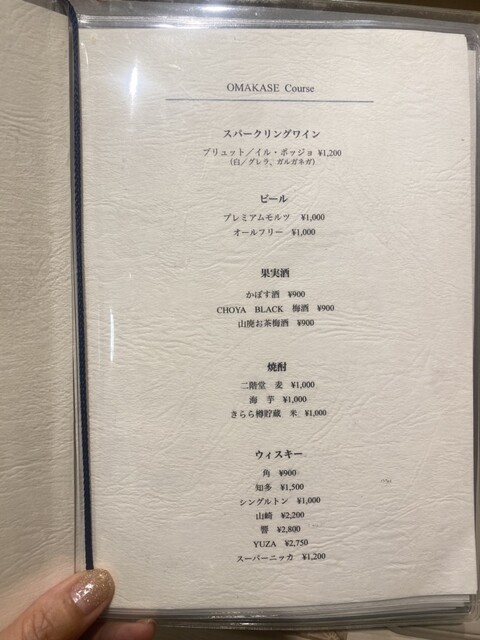 OMAKASE Course
スパークリングワイン
ブリュット／イル・ポッジョ ¥1,200
(白／グレラ、ガルガネガ)
ビール
プレミアムモルツ ¥1,000
オールフリー ¥1,000
果実酒
かぼす酒 ¥900
CHOYA BLACK 梅酒 ¥900
山廃お茶梅酒 ¥900
焼酎
二階堂 麦 ¥1,000
海 芋 ¥1,000
きらら樽貯蔵 米 ¥1,000
ウィスキー
角 ¥900
知多 ¥1,500
シングルトン ¥1,000
山崎 ¥2,200
響 ¥2,800
YUZA ¥2,750
スーパーニッカ ¥1,200